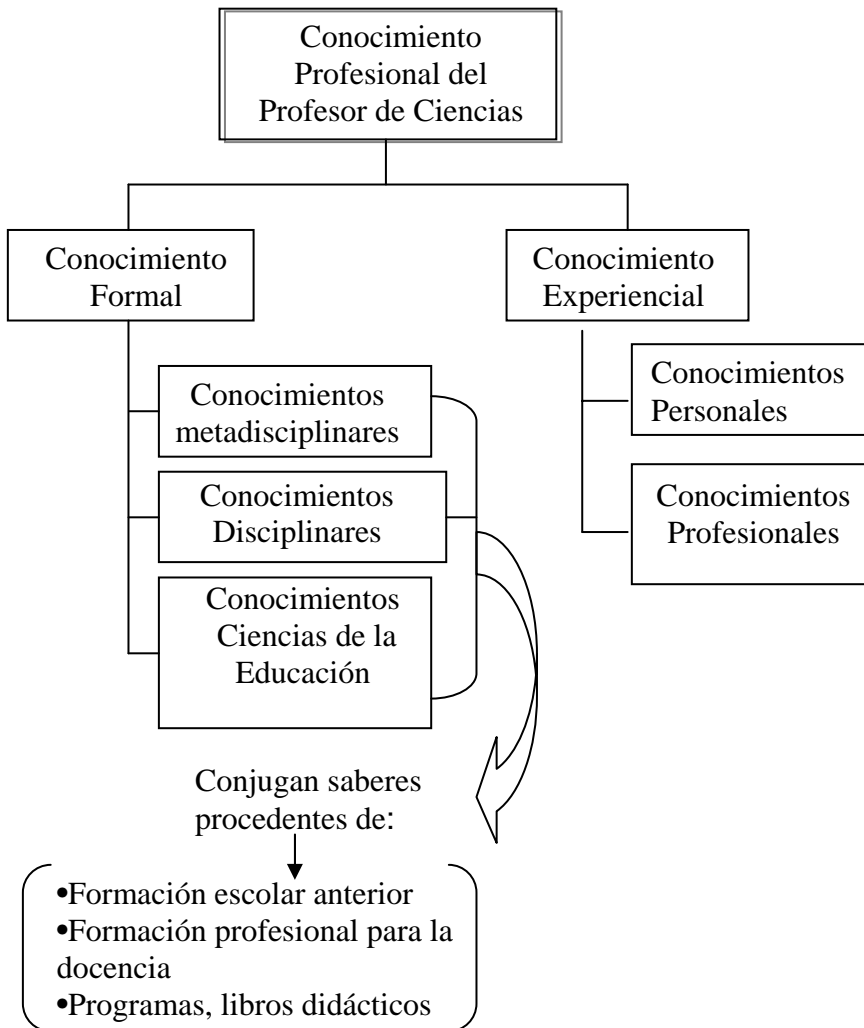 Conocimiento
Profesional del
Profesor de Ciencias
Conocimiento
Formal
Conocimiento
Experiencial
Conocimientos
metadisciplinares
Conocimientos
Disciplinares
Conocimientos
Ciencias de la
Educación
Conocimientos
Personales
Conocimientos
Profesionales
Conjugan saberes
procedentes de:
•Formación escolar anterior
•Formación profesional para la
docencia
•Programas, libros didácticos